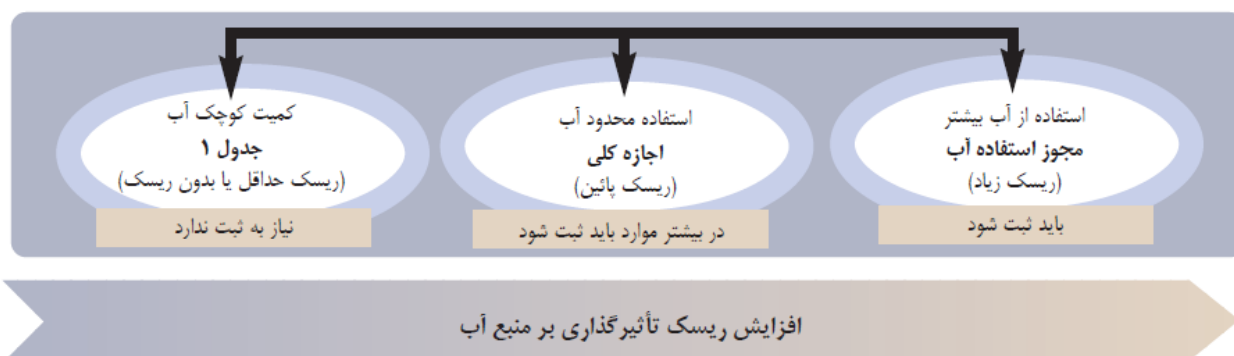 استفاده از آب بیشتر
مجوز استفاده آب
(ریسک زیاد)
باید ثبت شود
استفاده محدود آب
اجازه کلی
(ریسک پائین)
در بیشتر موارد باید ثبت شود
کمیت کوچک آب
جدول ۱
(ریسک حداقل یا بدون ریسک)
نیاز به ثبت ندارد
افزایش ریسک تأثیرگذاری بر منبع آب